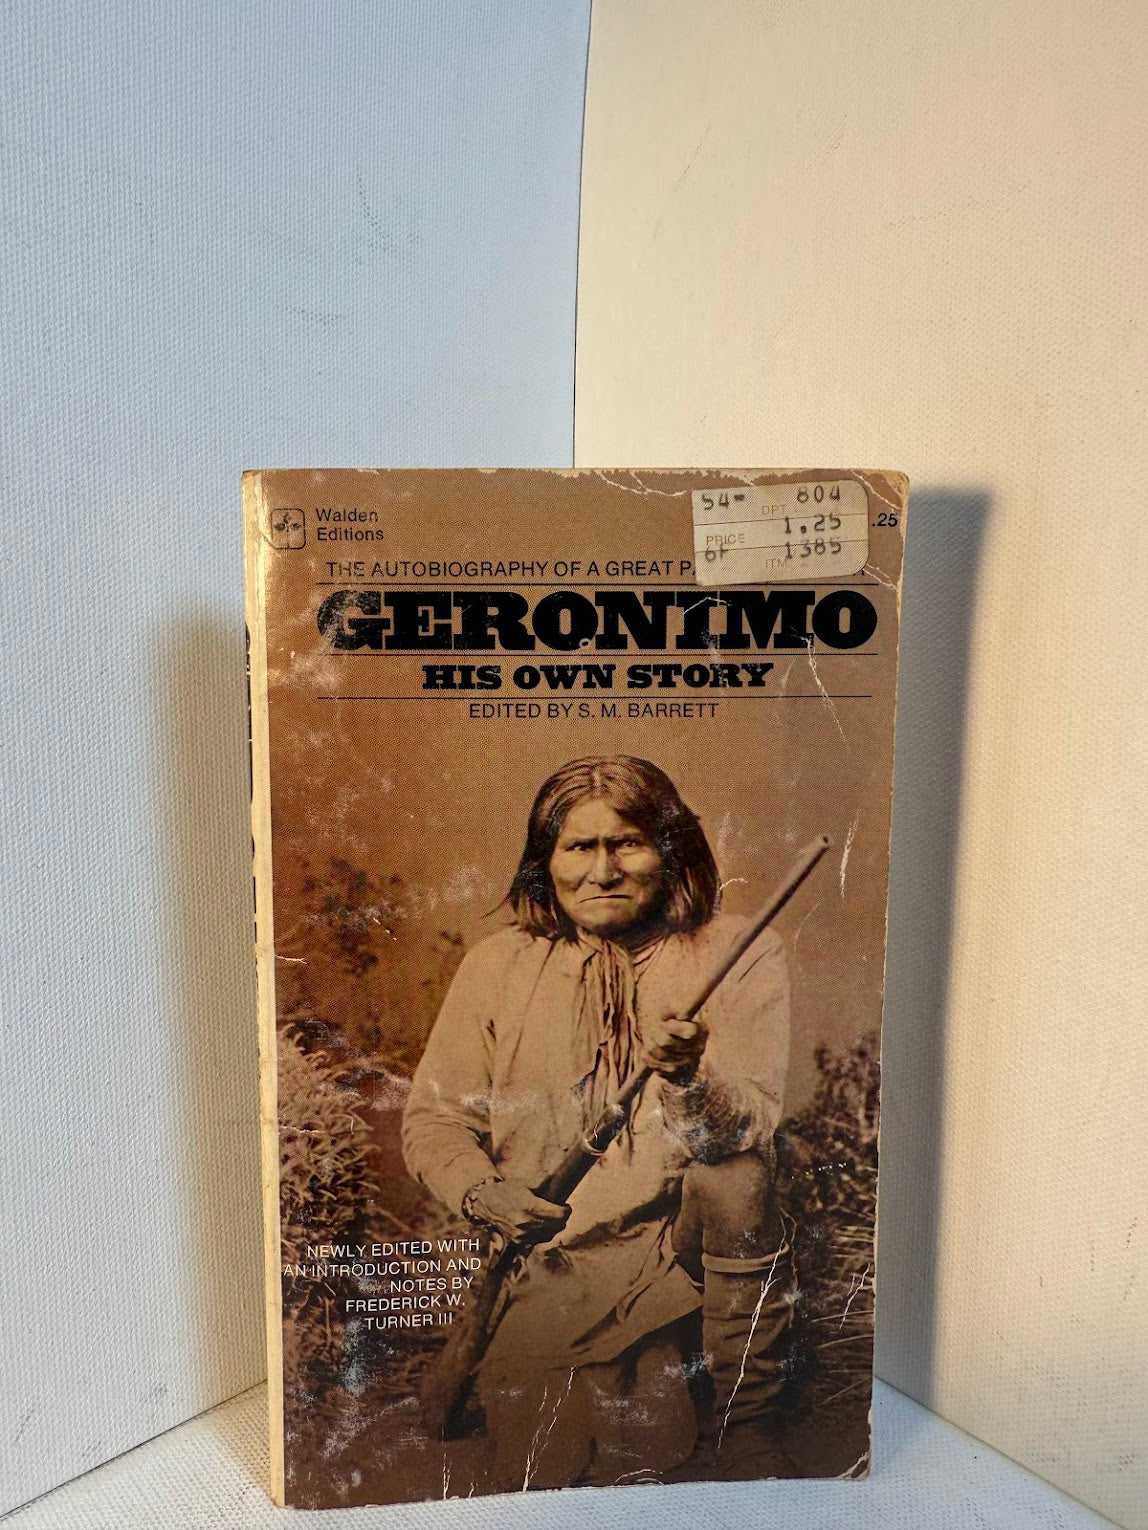 Walden
Editions
54- DPT 804
.25
PRICE 1.25
6F ITM 1385
THE AUTOBIOGRAPHY OF A GREAT
GERONIMO
HIS OWN STORY
EDITED BY S. M. BARRETT
NEWLY EDITED WITH
AN INTRODUCTION AND
NOTES BY
FREDERICK W.
TURNER III